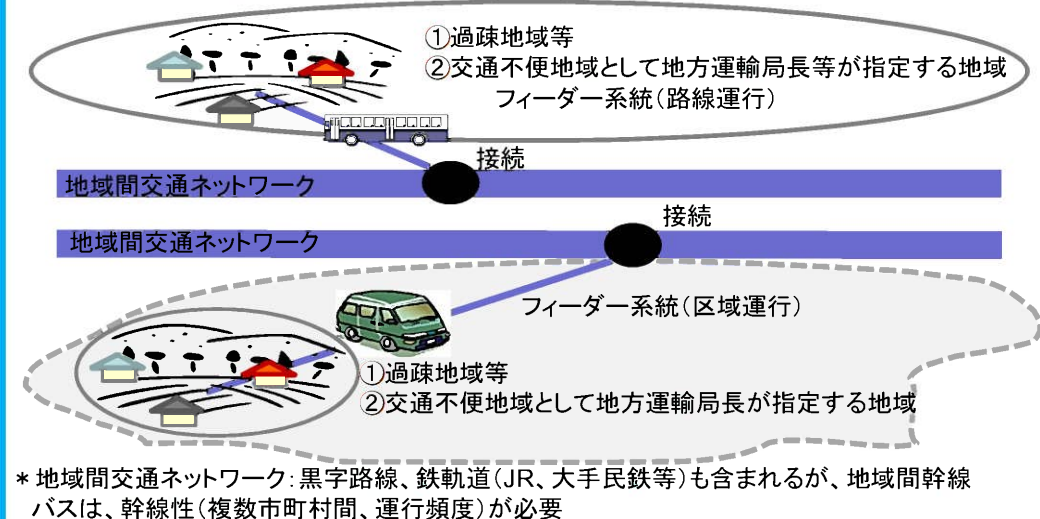 ①過疎地域等
②交通不便地域として地方運輸局長等が指定する地域
フィーダー系統(路線運行)
接続
地域間交通ネットワーク
接続
地域間交通ネットワーク
フィーダー系統(区域運行)
①過疎地域等
②交通不便地域として地方運輸局長が指定する地域
*地域間交通ネットワーク:黒字路線、鉄軌道(JR、大手民鉄等)も含まれるが、地域間幹線
バスは、幹線性(複数市町村間、運行頻度)が必要